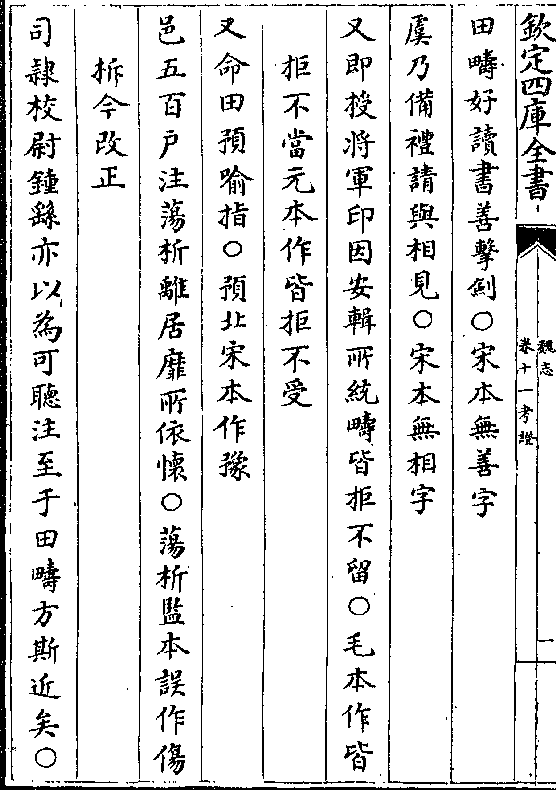 欽定四庫全書
魏志
卷十一考證
一
田疇好讀書善擊劍○宋本無善字
虞乃備禮請與相見○宋本無相字
又即授將軍印因安輯所統疇皆拒不留○毛本作皆
拒不當元本作皆拒不受
又命田預喻指○預北宋本作豫
邑五百戶注蕩析離居靡所依懷○蕩析監本誤作傷
拆今改正
司隸校尉鍾繇亦以為可聽注至于田疇方斯近矣○